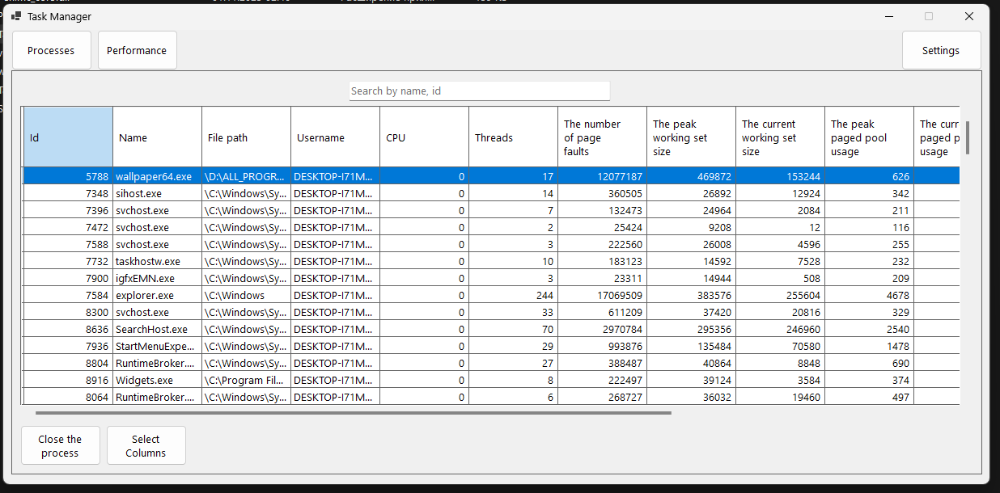 Task Manager
Processes Performance Settings
Search by name, id
Id Name File path Username CPU Threads The number of page faults The peak working set size The current working set size The peak paged pool usage The curr paged p usage
5788 wallpaper64.exe \D:\ALL_PROGR... DESKTOP-I71M... 0 17 12077187 469872 153244 626
7348 sihost.exe \C:\Windows\Sy... DESKTOP-I71M... 0 14 360505 26892 12924 342
7396 svchost.exe \C:\Windows\Sy... DESKTOP-I71M... 0 7 132473 24964 2084 211
7472 svchost.exe \C:\Windows\Sy... DESKTOP-I71M... 0 2 25424 9208 12 116
7588 svchost.exe \C:\Windows\Sy... DESKTOP-I71M... 0 3 222560 26008 4596 255
7732 taskhostw.exe \C:\Windows\Sy... DESKTOP-I71M... 0 10 183123 14592 7528 232
7900 igfxEMN.exe \C:\Windows\Sy... DESKTOP-I71M... 0 3 23311 14944 508 209
7584 explorer.exe \C:\Windows DESKTOP-I71M... 0 244 17069509 383576 255604 4678
8300 svchost.exe \C:\Windows\Sy... DESKTOP-I71M... 0 33 611209 37420 20816 329
8636 SearchHost.exe \C:\Windows\Sy... DESKTOP-I71M... 0 70 2970784 295356 246960 2540
7936 StartMenuExpe... \C:\Windows\Sy... DESKTOP-I71M... 0 29 993876 135484 70580 1478
8804 RuntimeBroker.... \C:\Windows\Sy... DESKTOP-I71M... 0 27 388487 40864 8848 690
8916 Widgets.exe \C:\Program Fil... DESKTOP-I71M... 0 8 222497 39124 3584 374
8064 RuntimeBroker.... \C:\Windows\Sy... DESKTOP-I71M... 0 6 268727 36032 19460 497
Close the process Select Columns